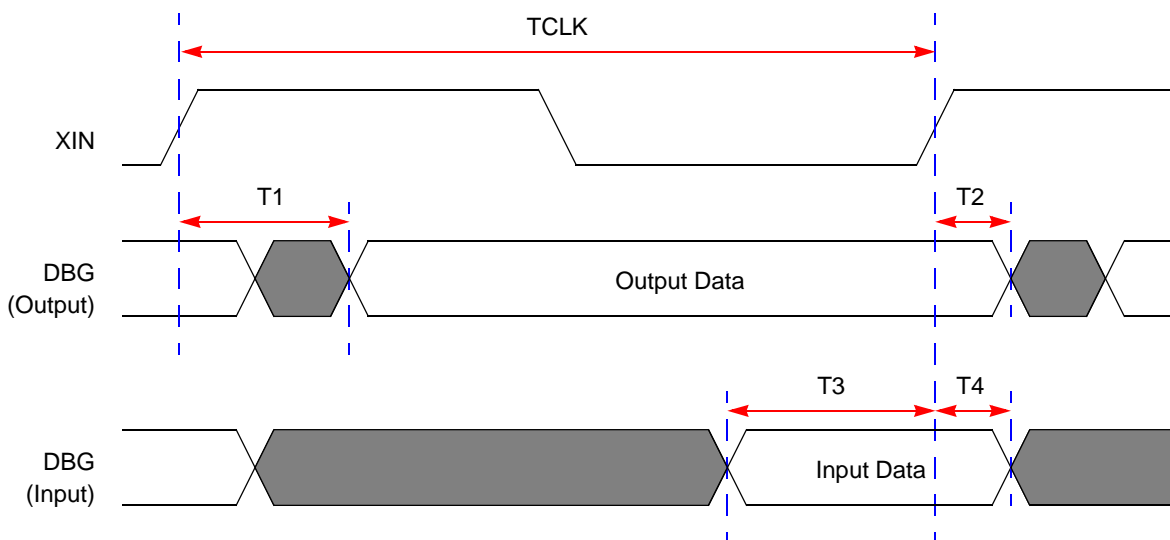 TCLK
XIN
T1
T2
DBG
(Output)
Output Data
T3
T4
DBG
(Input)
Input Data